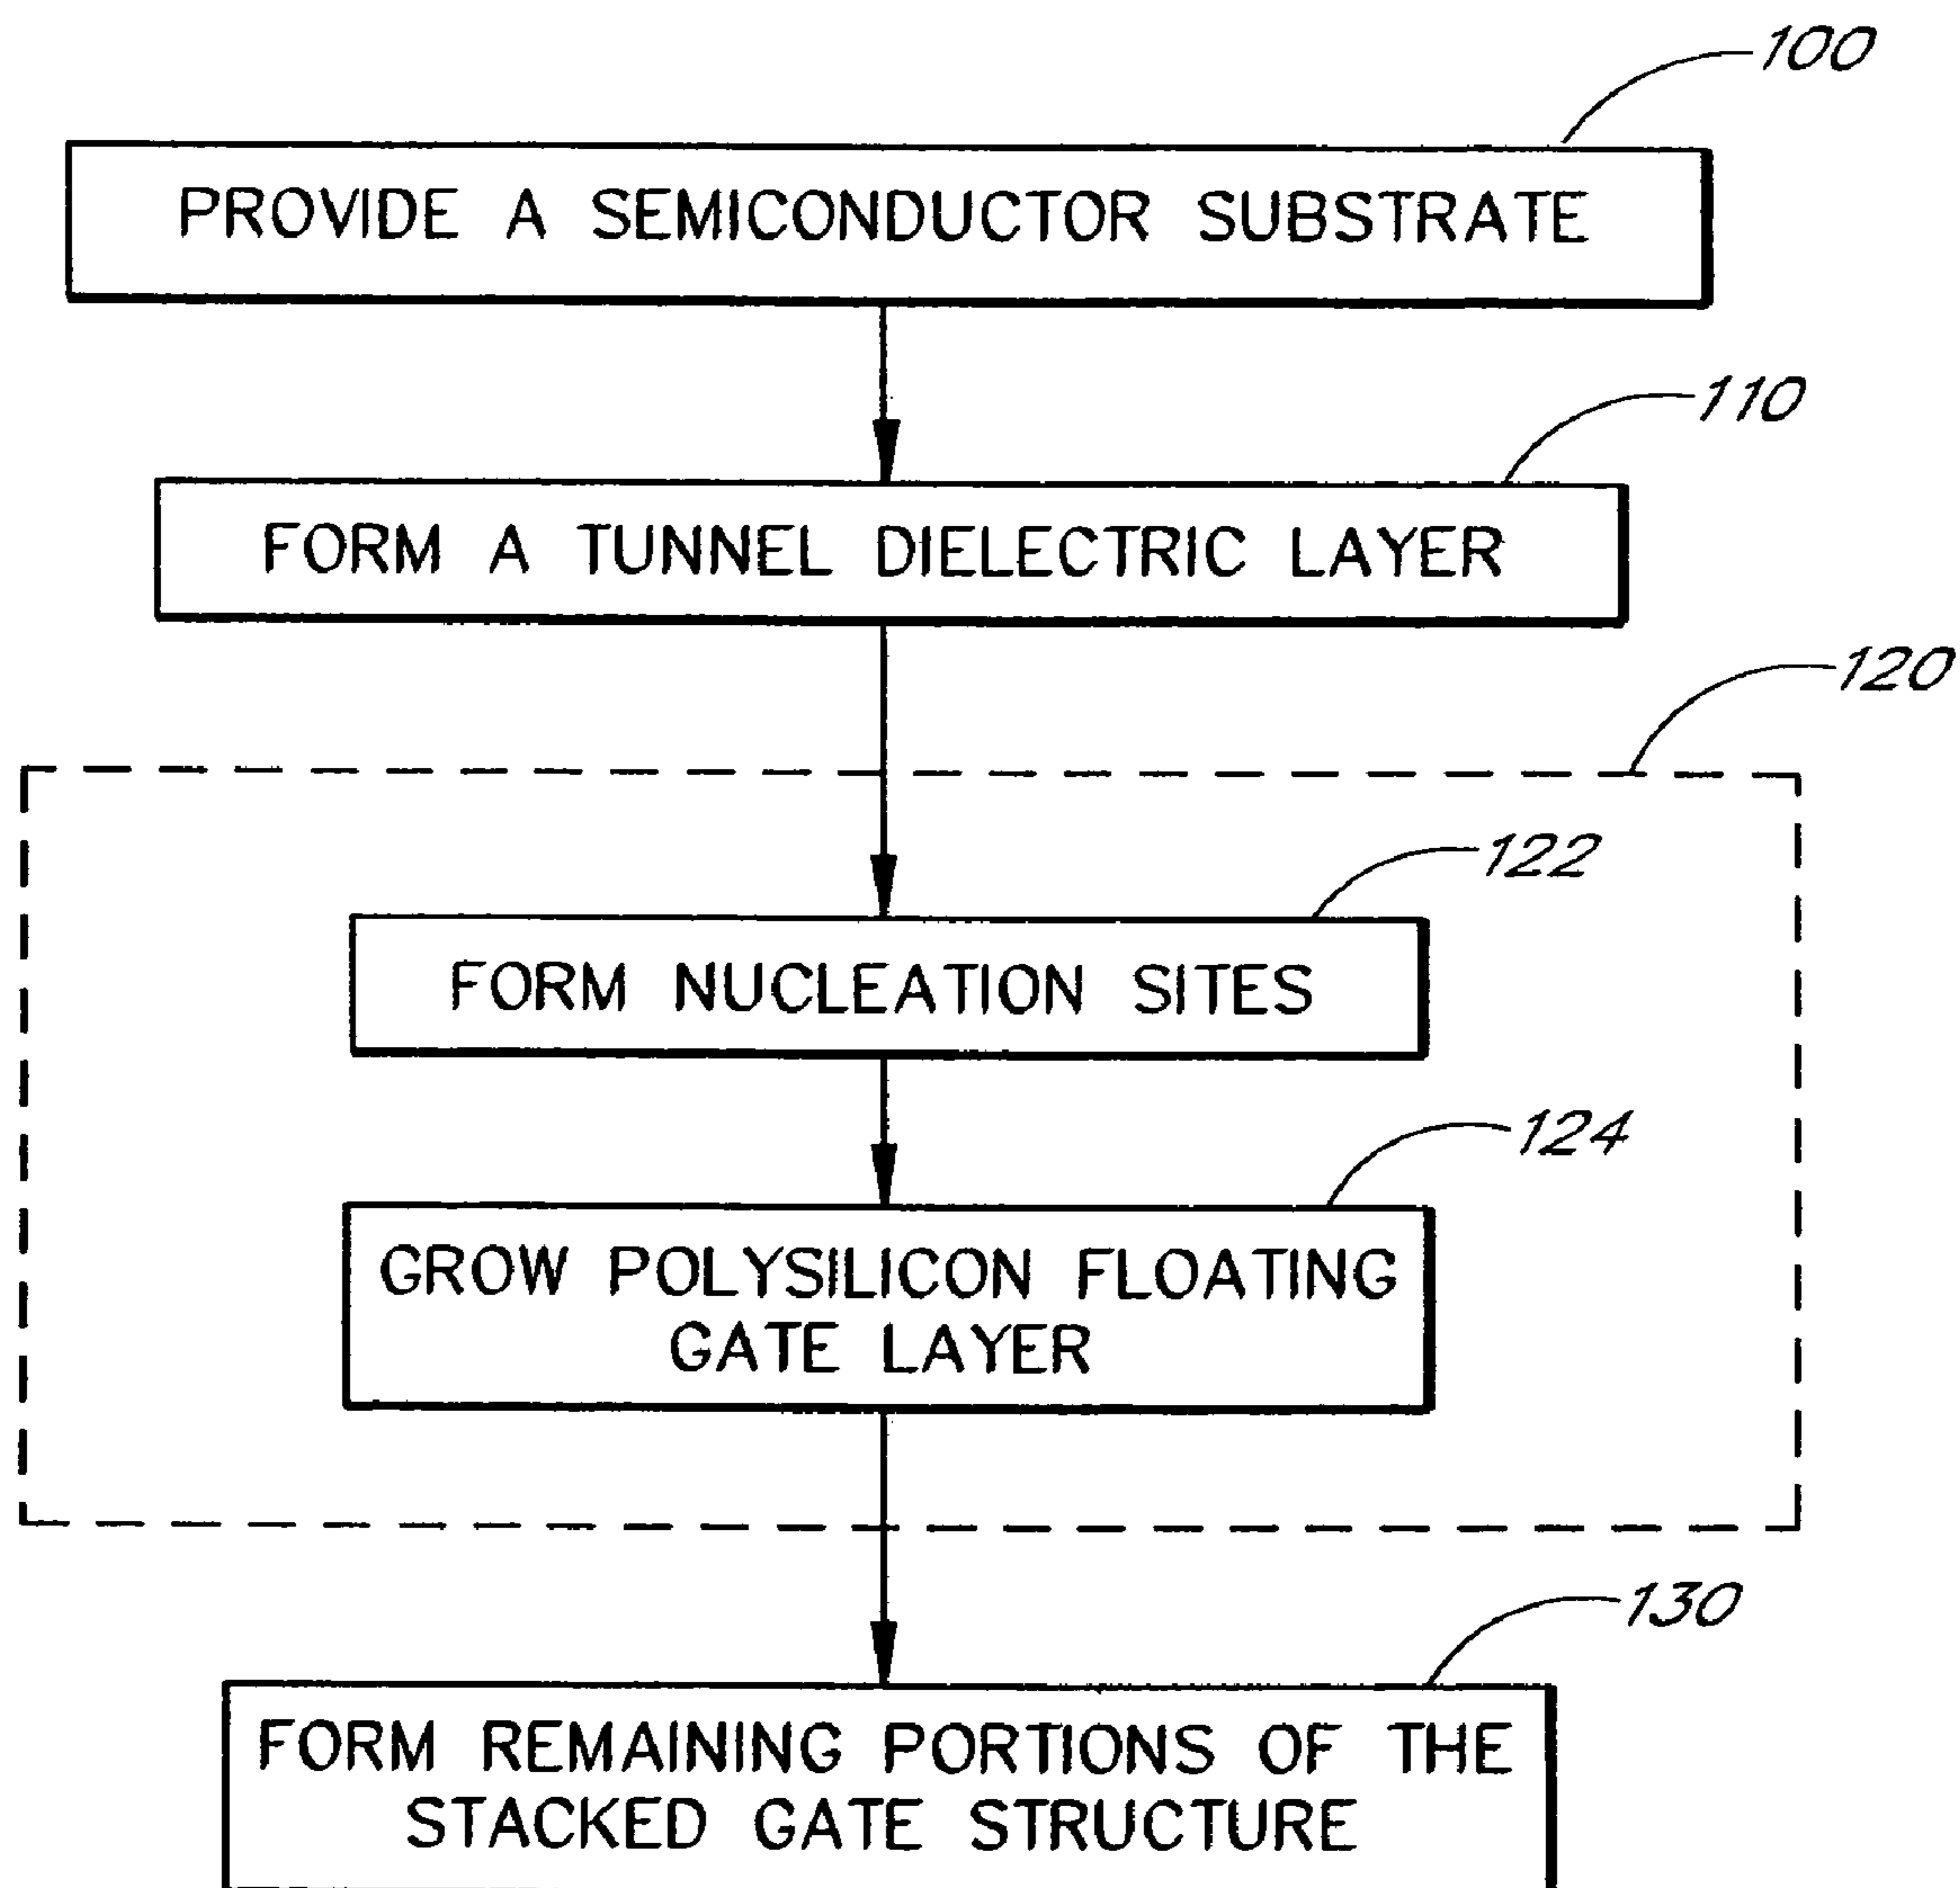 100
PROVIDE A SEMICONDUCTOR SUBSTRATE
110
FORM A TUNNEL DIELECTRIC LAYER
120
122
FORM NUCLEATION SITES
124
GROW POLYSILICON FLOATING
GATE LAYER
130
FORM REMAINING PORTIONS OF THE
STACKED GATE STRUCTURE